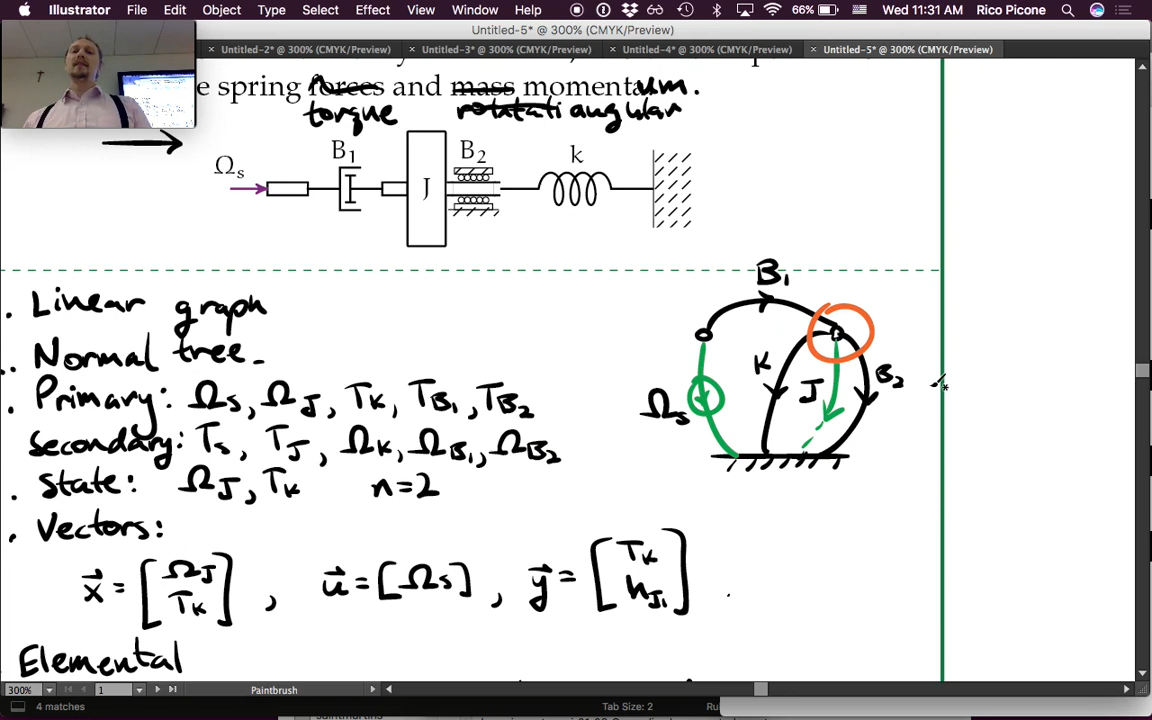 Illustrator File Edit Object Type Select Effect View Window Help 66% Wed 11:31 AM Rico Picone
Untitled-5* @ 300% (CMYK/Preview)
Untitled-2* @ 300% (CMYK/Preview) Untitled-3* @ 300% (CMYK/Preview) Untitled-4* @ 300% (CMYK/Preview) Untitled-5* @ 300% (CMYK/Preview)
e spring forces and mass momentum.
torque rotatati angular
Ωs B1 J B2 k
B1
. Linear graph
.. Normal tree.
K J B2
Ωs
. Primary: Ωs, ΩJ, TK, TB1, TB2
secondary: Ts, TJ, ΩK, ΩB1, ΩB2
. State: ΩJ, TK n=2
. Vectors:
x⃗ = [ΩJ TK], u⃗ = [Ωs], y⃗ = [TK hJ1]
Elemental
300% 1 Paintbrush
4 matches Tab Size: 2 Ru